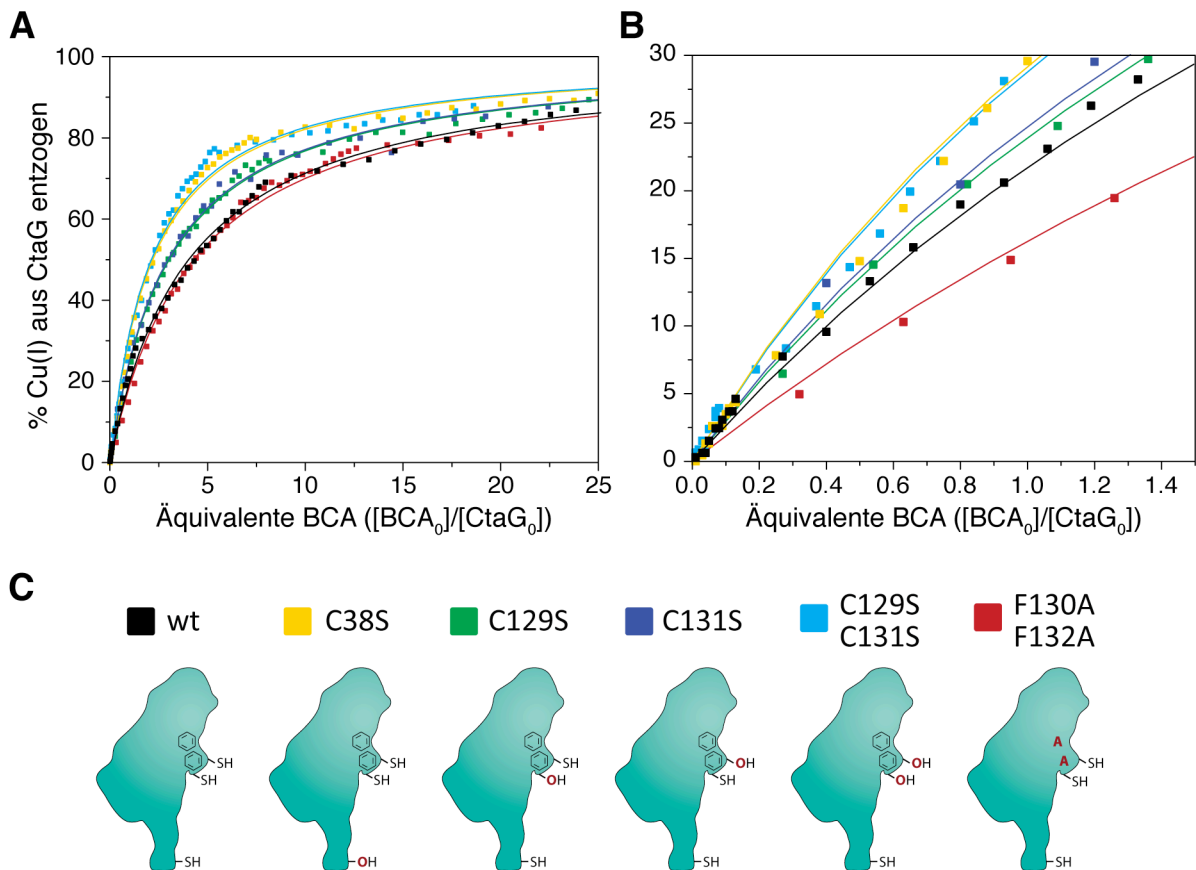 A
B
% Cu(I) aus CtaG entzogen
100
80
60
40
20
0
0 5 10 15 20 25
Äquivalente BCA ([BCA0]/[CtaG0])
30
25
20
15
10
5
0
0.0 0.2 0.4 0.6 0.8 1.0 1.2 1.4
Äquivalente BCA ([BCA0]/[CtaG0])
C
wt
C38S
C129S
C131S
C129S
C131S
F130A
F132A
SH
SH
SH
SH
SH
OH
SH
OH
SH
OH
SH
SH
OH
OH
SH
A
A
SH
SH
SH